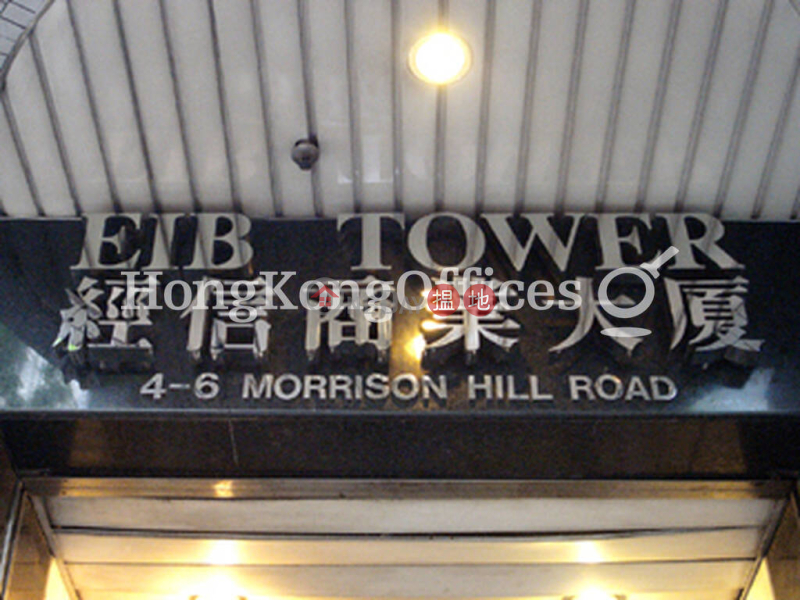 EIB TOWER
HongKongOffices
經信商業大廈
搵地
4-6 MORRISON HILL ROAD